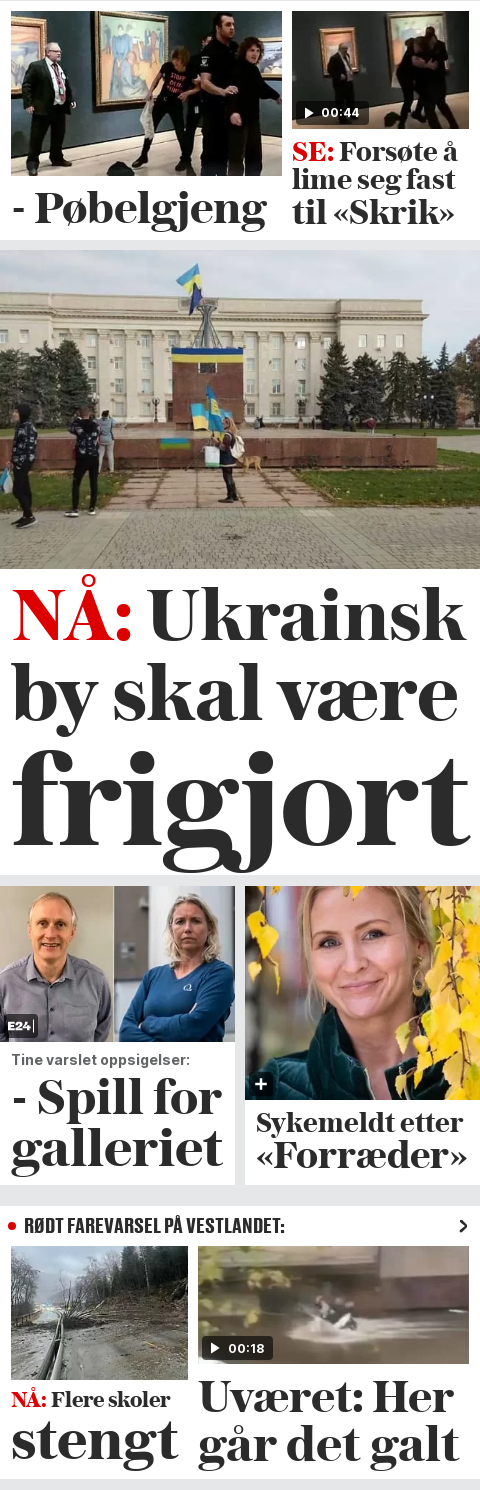 - Pøbelgjeng
00:44
SE: Forsøte å
lime seg fast
til «Skrik»
NÅ: Ukrainsk
by skal være
frigjort
E24
Tine varslet oppsigelser:
- Spill for
galleriet
Sykemeldt etter
«Forræder»
RØDT FAREVARSEL PÅ VESTLANDET:
NÅ: Flere skoler
stengt
00:18
Uværet: Her
går det galt